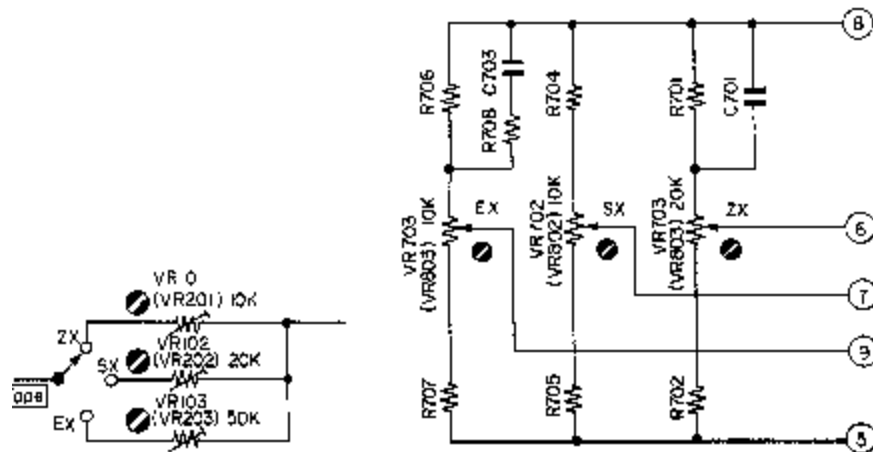 VR 0
(VR201) 10K
ZX
VR102
SX
(VR202) 20K
VR103
EX
(VR203) 50K
8
R706
C703
R708
R704
R701
C701
VR703
(VR803) 10K
EX
VR702
(VR802) 10K
SX
VR703
(VR803) 20K
ZX
6
7
9
R707
R705
R702
5